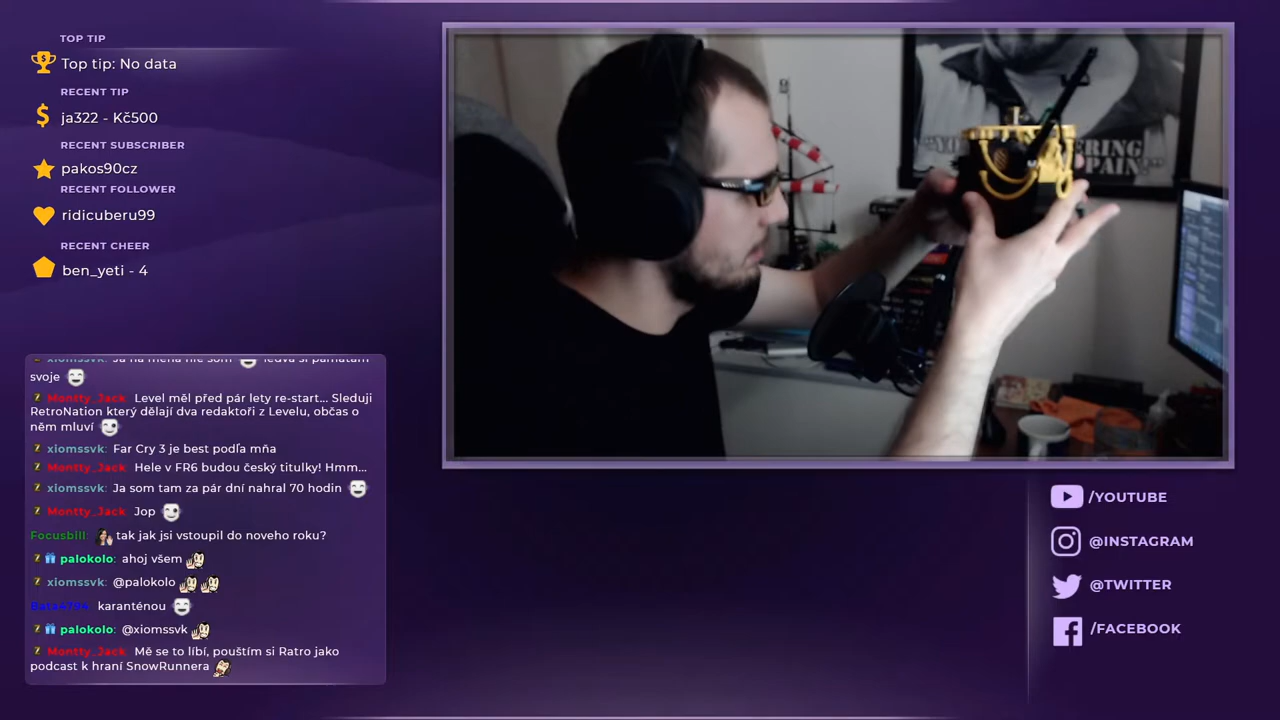 TOP TIP
Top tip: No data
RECENT TIP
ja322 - Kč500
RECENT SUBSCRIBER
pakos90cz
RECENT FOLLOWER
ridicuberu99
RECENT CHEER
ben_yeti - 4
svoje
Montty_Jack: Level měl před pár lety re-start... Sleduji
RetroNation který dělají dva redaktoři z Levelu, občas o
něm mluví
xiomssvk: Far Cry 3 je best podľa mňa
Montty_Jack: Hele v FR6 budou český titulky! Hmm...
xiomssvk: Ja som tam za pár dní nahral 70 hodin
Montty_Jack: Jop
Focusbill: tak jak jsi vstoupil do noveho roku?
palokolo: ahoj všem
xiomssvk: @palokolo
Bats4794: karanténou
palokolo: @xiomssvk
Montty_Jack: Mě se to líbí, pouštím si Ratro jako
podcast k hraní SnowRunnera
PAIN."
/YOUTUBE
@INSTAGRAM
@TWITTER
/FACEBOOK